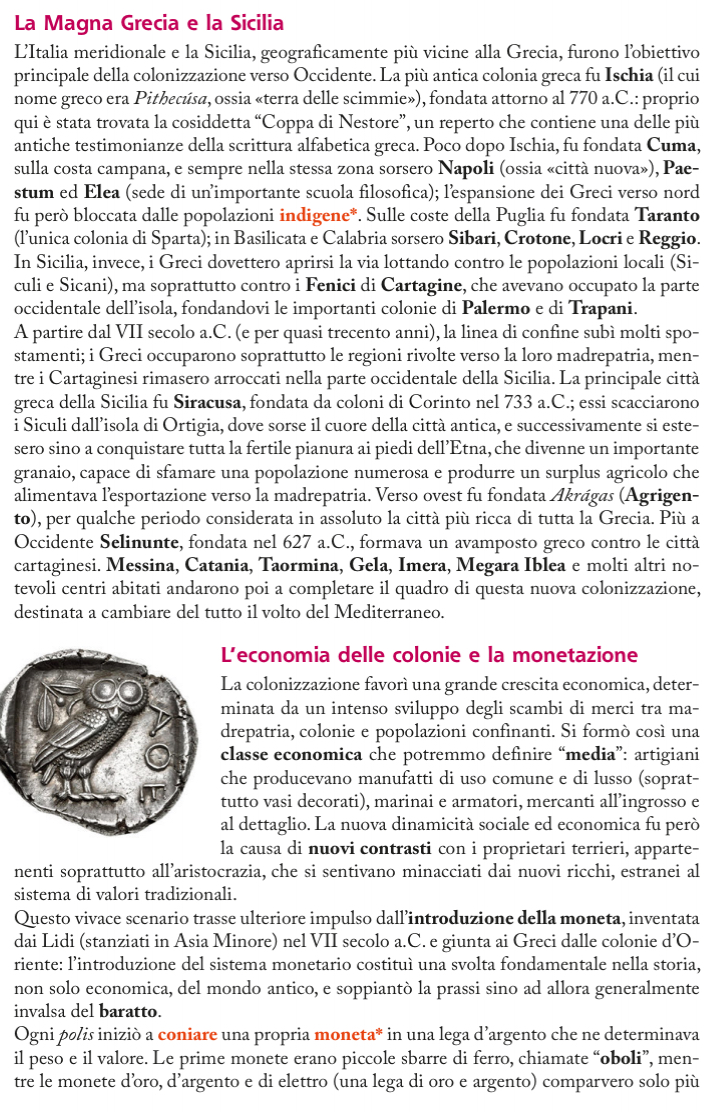 La Magna Grecia e la Sicilia
L'Italia meridionale e la Sicilia, geograficamente più vicine alla Grecia, furono l'obiettivo
principale della colonizzazione verso Occidente. La più antica colonia greca fu Ischia (il cui
nome greco era Pithecúsa, ossia «terra delle scimmie»), fondata attorno al 770 a.C.: proprio
qui è stata trovata la cosiddetta “Coppa di Nestore”, un reperto che contiene una delle più
antiche testimonianze della scrittura alfabetica greca. Poco dopo Ischia, fu fondata Cuma,
sulla costa campana, e sempre nella stessa zona sorsero Napoli (ossia «città nuova»), Pae-
stum ed Elea (sede di un'importante scuola filosofica); l'espansione dei Greci verso nord
fu però bloccata dalle popolazioni indigene*. Sulle coste della Puglia fu fondata Taranto
(l'unica colonia di Sparta); in Basilicata e Calabria sorsero Sibari, Crotone, Locri e Reggio.
In Sicilia, invece, i Greci dovettero aprirsi la via lottando contro le popolazioni locali (Si-
culi e Sicani), ma soprattutto contro i Fenici di Cartagine, che avevano occupato la parte
occidentale dell'isola, fondandovi le importanti colonie di Palermo e di Trapani.
A partire dal VII secolo a.C. (e per quasi trecento anni), la linea di confine subì molti spo-
stamenti; i Greci occuparono soprattutto le regioni rivolte verso la loro madrepatria, men-
tre i Cartaginesi rimasero arroccati nella parte occidentale della Sicilia. La principale città
greca della Sicilia fu Siracusa, fondata da coloni di Corinto nel 733 a.C.; essi scacciarono
i Siculi dall'isola di Ortigia, dove sorse il cuore della città antica, e successivamente si este-
sero sino a conquistare tutta la fertile pianura ai piedi dell'Etna, che divenne un importante
granaio, capace di sfamare una popolazione numerosa e produrre un surplus agricolo che
alimentava l'esportazione verso la madrepatria. Verso ovest fu fondata Akrágas (Agrigen-
to), per qualche periodo considerata in assoluto la città più ricca di tutta la Grecia. Più a
Occidente Selinunte, fondata nel 627 a.C., formava un avamposto greco contro le città
cartaginesi. Messina, Catania, Taormina, Gela, Imera, Megara Iblea e molti altri no-
tevoli centri abitati andarono poi a completare il quadro di questa nuova colonizzazione,
destinata a cambiare del tutto il volto del Mediterraneo.
L'economia delle colonie e la monetazione
La colonizzazione favorì una grande crescita economica, deter-
minata da un intenso sviluppo degli scambi di merci tra ma-
drepatria, colonie e popolazioni confinanti. Si formò così una
classe economica che potremmo definire “media”: artigiani
che producevano manufatti di uso comune e di lusso (soprat-
tutto vasi decorati), marinai e armatori, mercanti all'ingrosso e
al dettaglio. La nuova dinamicità sociale ed economica fu però
la causa di nuovi contrasti con i proprietari terrieri, apparte-
nenti soprattutto all'aristocrazia, che si sentivano minacciati dai nuovi ricchi, estranei al
sistema di valori tradizionali.
Questo vivace scenario trasse ulteriore impulso dall'introduzione della moneta, inventata
dai Lidi (stanziati in Asia Minore) nel VII secolo a.C. e giunta ai Greci dalle colonie d'O-
riente: l'introduzione del sistema monetario costituì una svolta fondamentale nella storia,
non solo economica, del mondo antico, e soppiantò la prassi sino ad allora generalmente
invalsa del baratto.
Ogni polis iniziò a coniare una propria moneta* in una lega d'argento che ne determinava
il peso e il valore. Le prime monete erano piccole sbarre di ferro, chiamate “oboli”, men-
tre le monete d'oro, d'argento e di elettro (una lega di oro e argento) comparvero solo più
ΑΘΕ